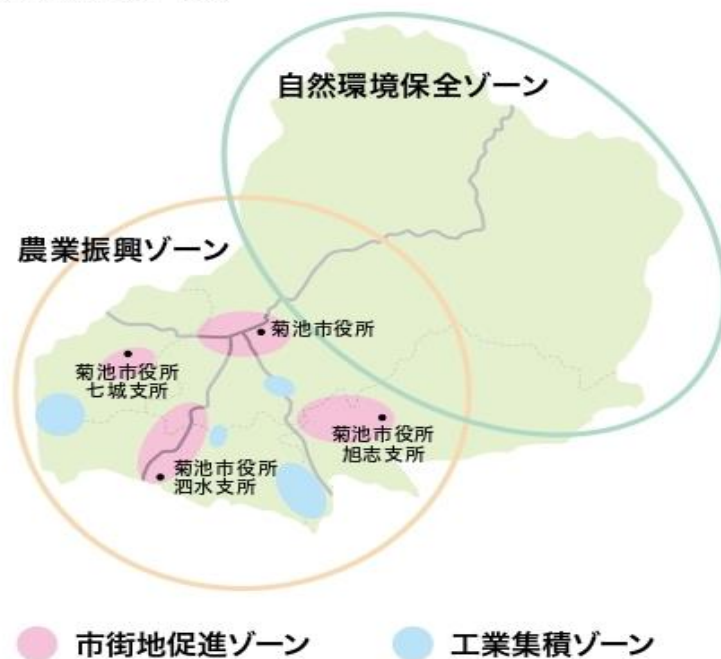 自然環境保全ゾーン
農業振興ゾーン
菊池市役所
菊池市役所
七城支所
菊池市役所
旭志支所
菊池市役所
泗水支所
市街地促進ゾーン
工業集積ゾーン